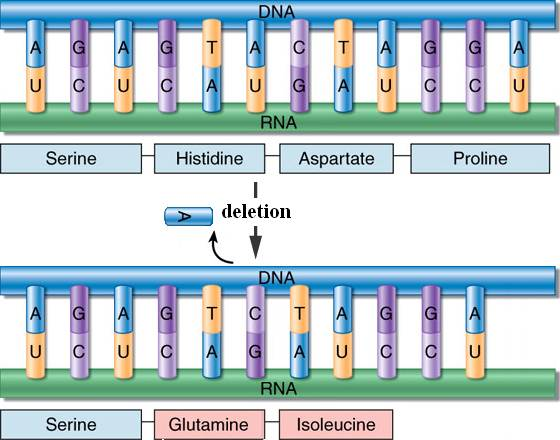 DNA
A G A G T A C T A G G A
U C U C A U G A U C C U
RNA
Serine Histidine Aspartate Proline
A deletion
DNA
A G A G T C T A G G A
U C U C A G A U C C U
RNA
Serine Glutamine Isoleucine